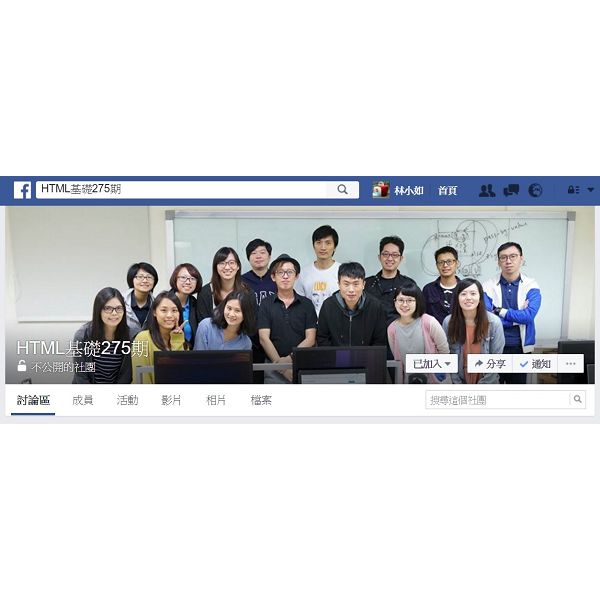 f HTML基礎275期 林小如 首頁
pass-by-value
HTML基礎275期
不公開的社團
已加入 分享 通知 ...
討論區 成員 活動 影片 相片 檔案 搜尋這個社團